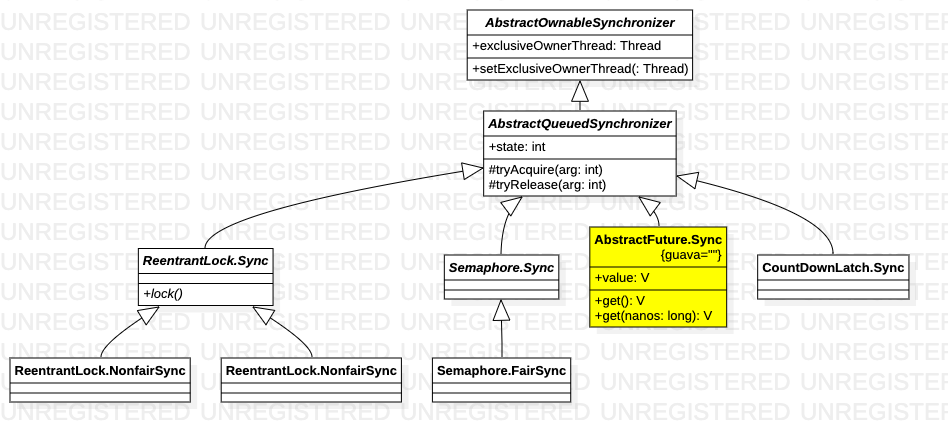 AbstractOwnableSynchronizer
+exclusiveOwnerThread: Thread
+setExclusiveOwnerThread(: Thread)
AbstractQueuedSynchronizer
+state: int
#tryAcquire(arg: int)
#tryRelease(arg: int)
ReentrantLock.Sync
+lock()
Semaphore.Sync
AbstractFuture.Sync
{guava=""}
+value: V
+get(): V
+get(nanos: long): V
CountDownLatch.Sync
ReentrantLock.NonfairSync
ReentrantLock.NonfairSync
Semaphore.FairSync
UNREGISTERED UNREGISTERED UNREGISTERED UNREGISTERED UNREGISTERED